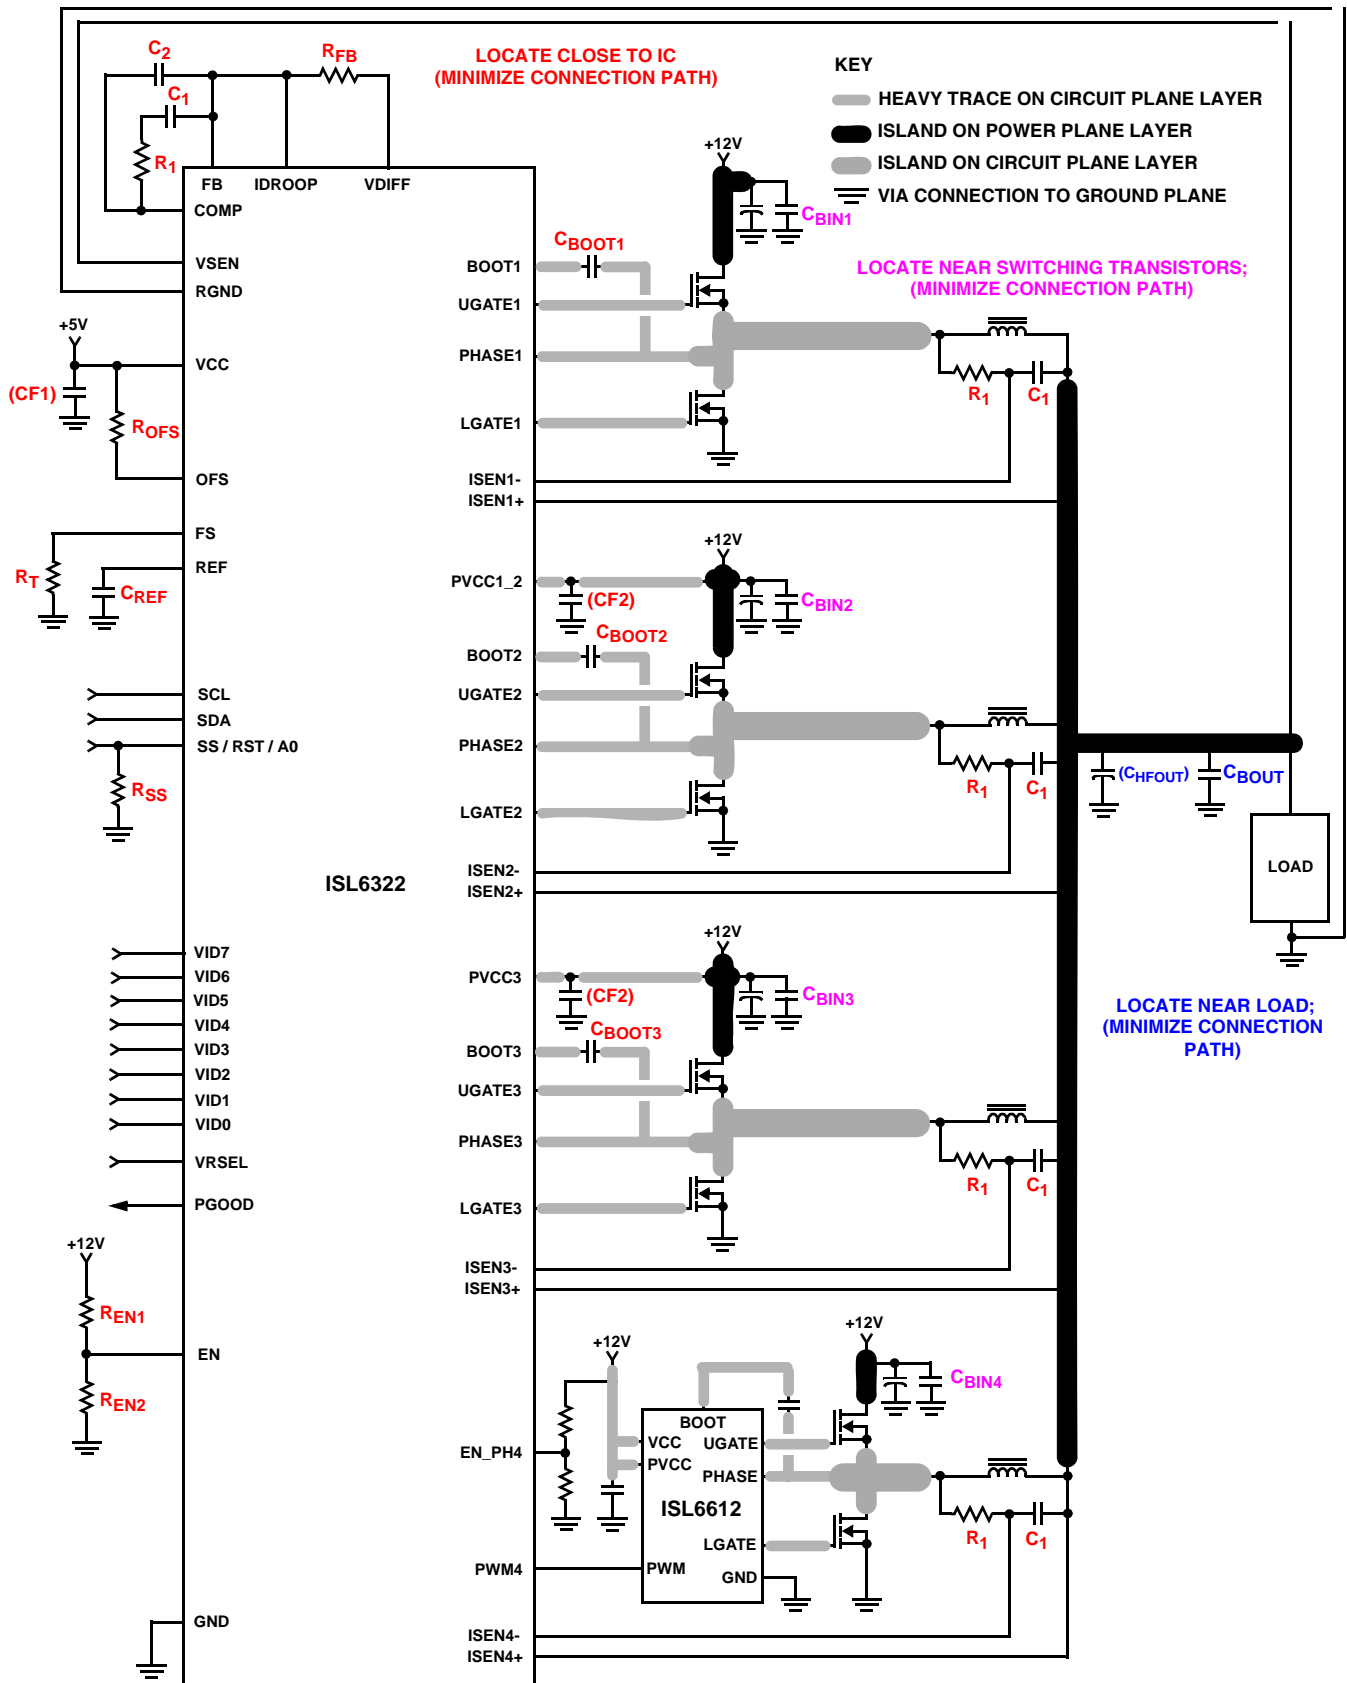 C2
RFB
C1
R1
LOCATE CLOSE TO IC
(MINIMIZE CONNECTION PATH)
KEY
HEAVY TRACE ON CIRCUIT PLANE LAYER
ISLAND ON POWER PLANE LAYER
ISLAND ON CIRCUIT PLANE LAYER
VIA CONNECTION TO GROUND PLANE
+12V
CBIN1
LOCATE NEAR SWITCHING TRANSISTORS;
(MINIMIZE CONNECTION PATH)
FB
IDROOP
VDIFF
COMP
VSEN
RGND
+5V
VCC
(CF1)
ROFS
OFS
FS
RT
REF
CREF
SCL
SDA
SS / RST / A0
RSS
ISL6322
VID7
VID6
VID5
VID4
VID3
VID2
VID1
VID0
VRSEL
PGOOD
+12V
REN1
EN
REN2
GND
BOOT1
CBOOT1
UGATE1
PHASE1
LGATE1
R1
C1
ISEN1-
ISEN1+
+12V
PVCC1_2
(CF2)
CBIN2
CBOOT2
BOOT2
UGATE2
PHASE2
LGATE2
R1
C1
ISEN2-
ISEN2+
(CHFOUT)
CBOUT
LOAD
LOCATE NEAR LOAD;
(MINIMIZE CONNECTION
PATH)
+12V
PVCC3
(CF2)
CBIN3
CBOOT3
BOOT3
UGATE3
PHASE3
LGATE3
R1
C1
ISEN3-
ISEN3+
+12V
+12V
CBIN4
EN_PH4
BOOT
VCC
UGATE
PVCC
PHASE
ISL6612
LGATE
PWM
GND
R1
C1
PWM4
ISEN4-
ISEN4+